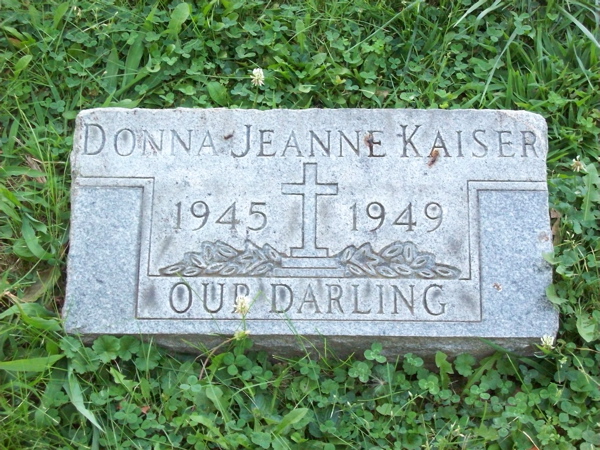 DONNA JEANNE KAISER
1945 1949
OUR DARLING